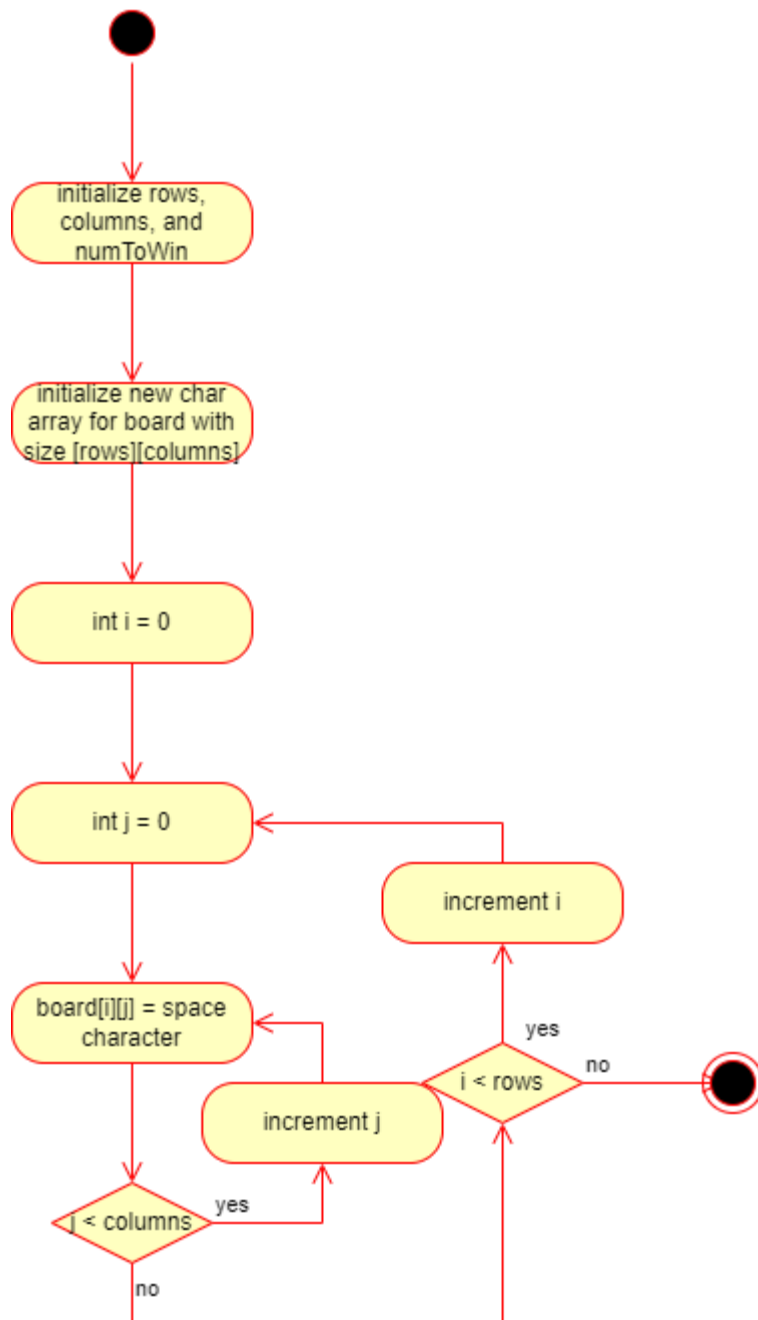 initialize rows,
columns, and
numToWin
initialize new char
array for board with
size [rows][columns]
int i = 0
int j = 0
increment i
board[i][j] = space
character
yes
i < rows
no
increment j
yes
j < columns
no